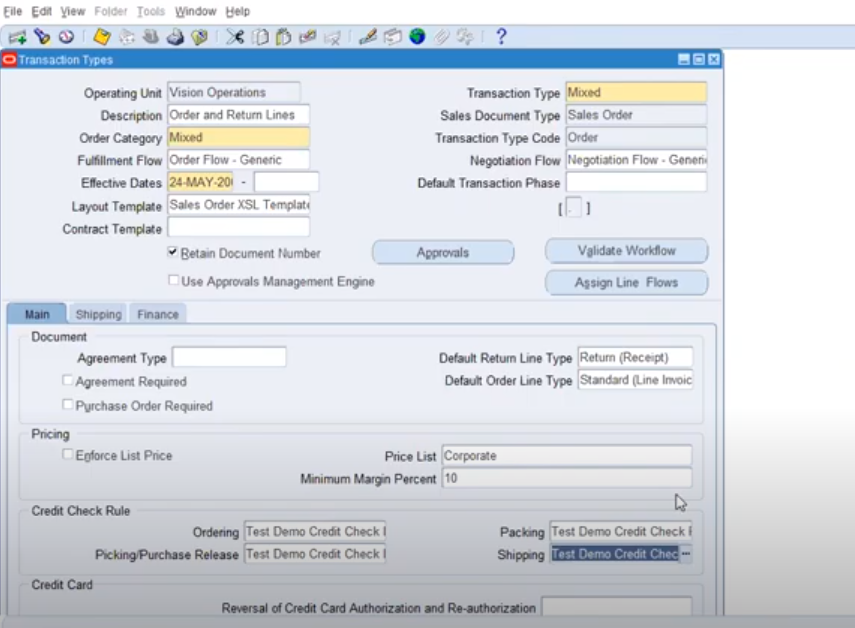 File Edit View Folder Tools Window Help
?
Transaction Types
Operating Unit Vision Operations Transaction Type Mixed
Description Order and Return Lines Sales Document Type Sales Order
Order Category Mixed Transaction Type Code Order
Fulfillment Flow Order Flow - Generic Negotiation Flow Negotiation Flow - Generi
Effective Dates 24-MAY-20 - Default Transaction Phase
Layout Template Sales Order XSL Template [ . ]
Contract Template
Retain Document Number Approvals Validate Workflow
Use Approvals Management Engine Assign Line Flows
Main Shipping Finance
Document
Agreement Type Default Return Line Type Return (Receipt)
Agreement Required Default Order Line Type Standard (Line Invoic
Purchase Order Required
Pricing
Enforce List Price Price List Corporate
Minimum Margin Percent 10
Credit Check Rule
Ordering Test Demo Credit Check Packing Test Demo Credit Check
Picking/Purchase Release Test Demo Credit Check Shipping Test Demo Credit Chec ...
Credit Card
Reversal of Credit Card Authorization and Re-authorization